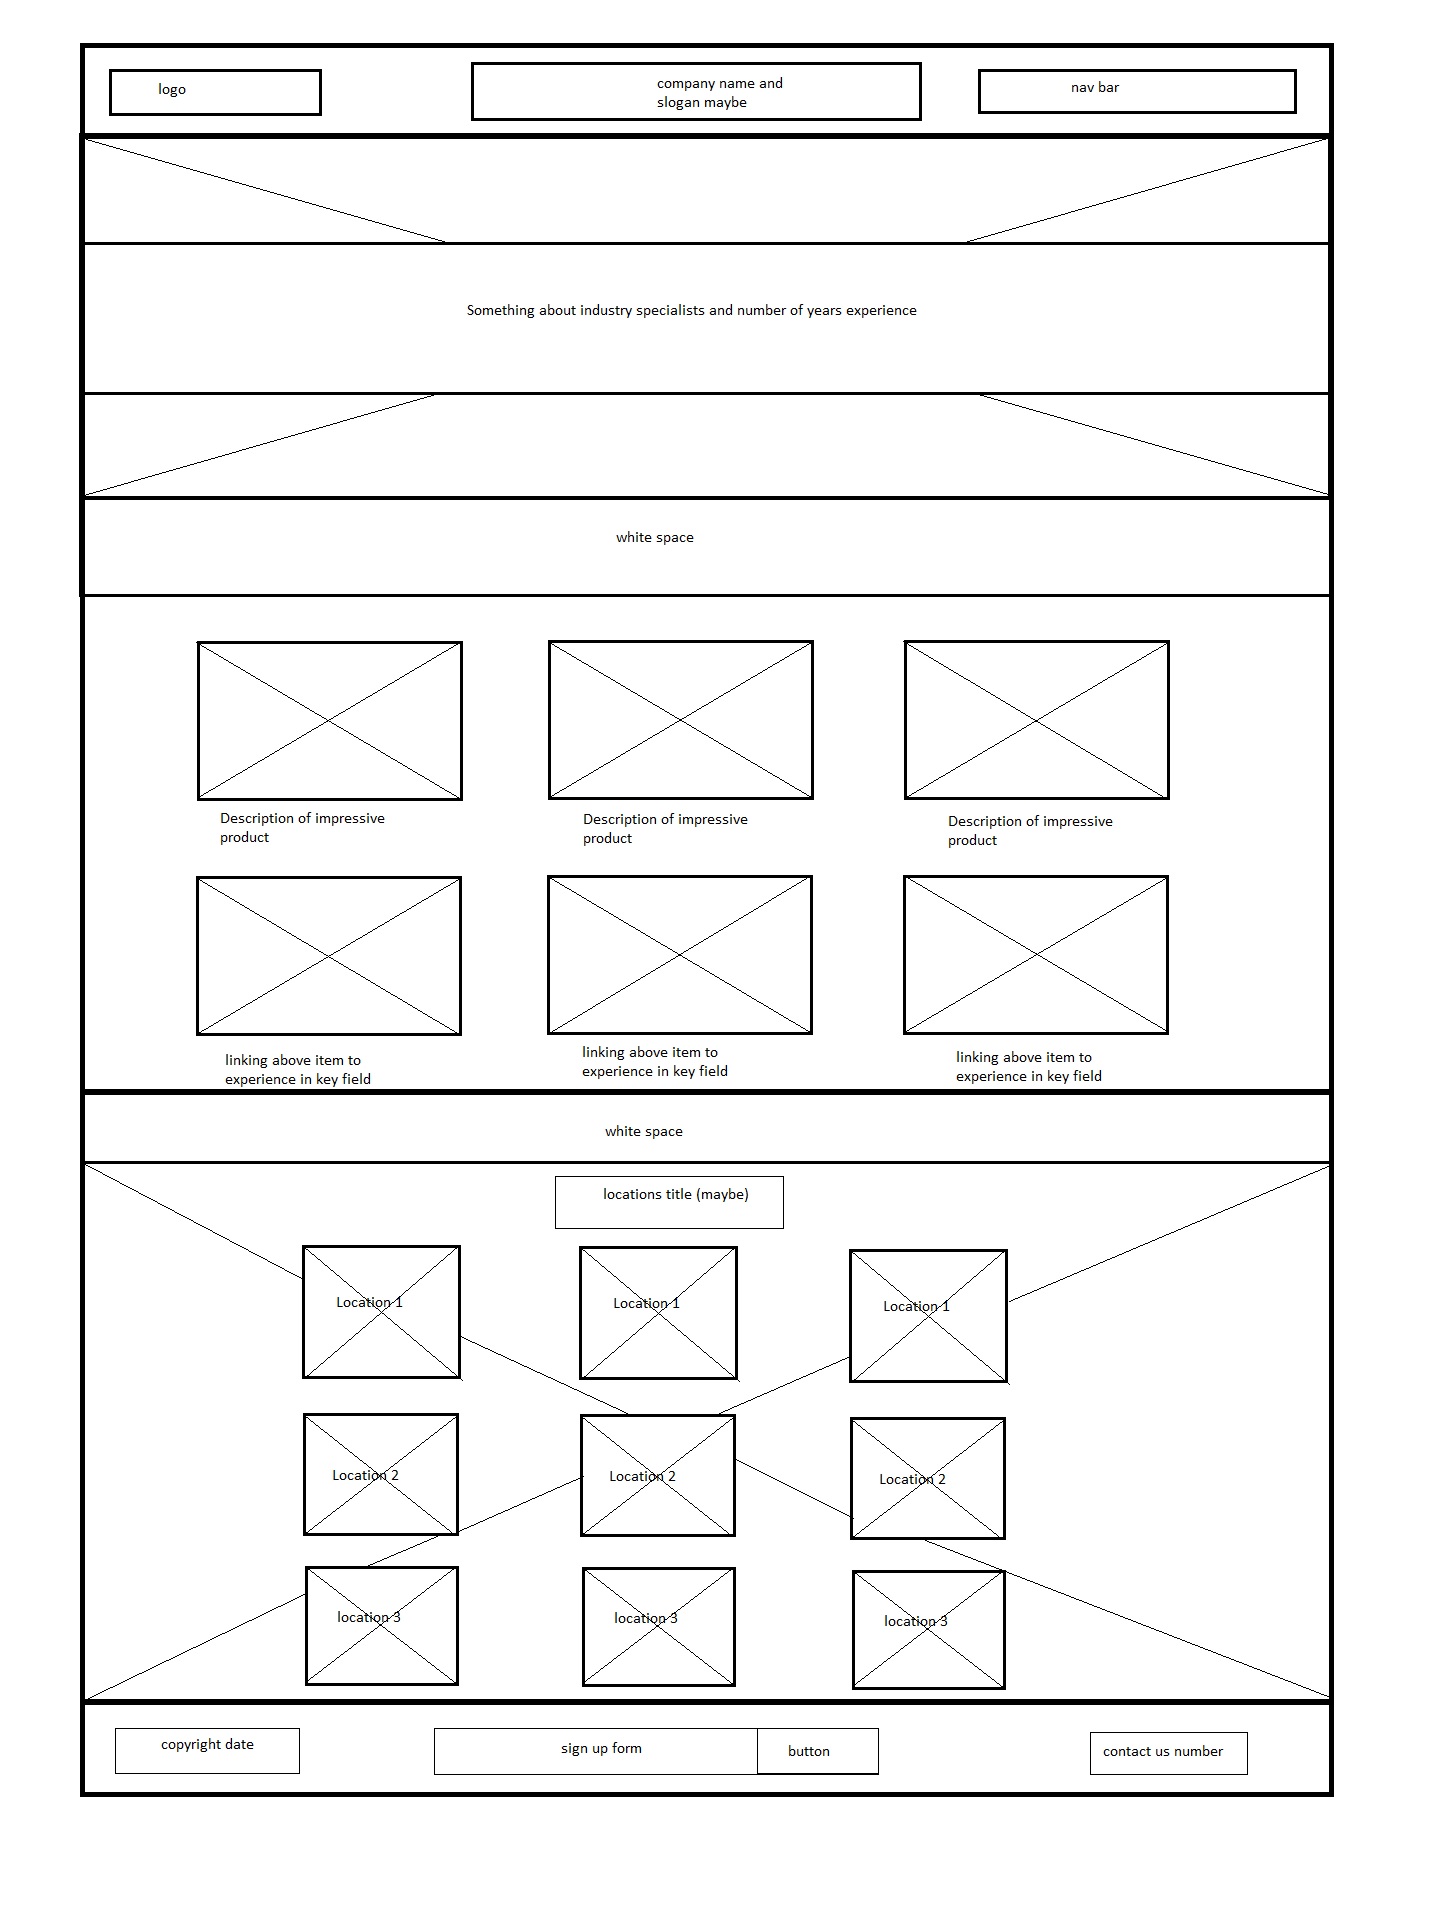 logo
company name and
slogan maybe
nav bar
Something about industry specialists and number of years experience
white space
Description of impressive
product
Description of impressive
product
Description of impressive
product
linking above item to
experience in key field
linking above item to
experience in key field
linking above item to
experience in key field
white space
locations title (maybe)
Location 1
Location 1
Location 1
Location 2
Location 2
Location 2
location 3
location 3
location 3
copyright date
sign up form
button
contact us number